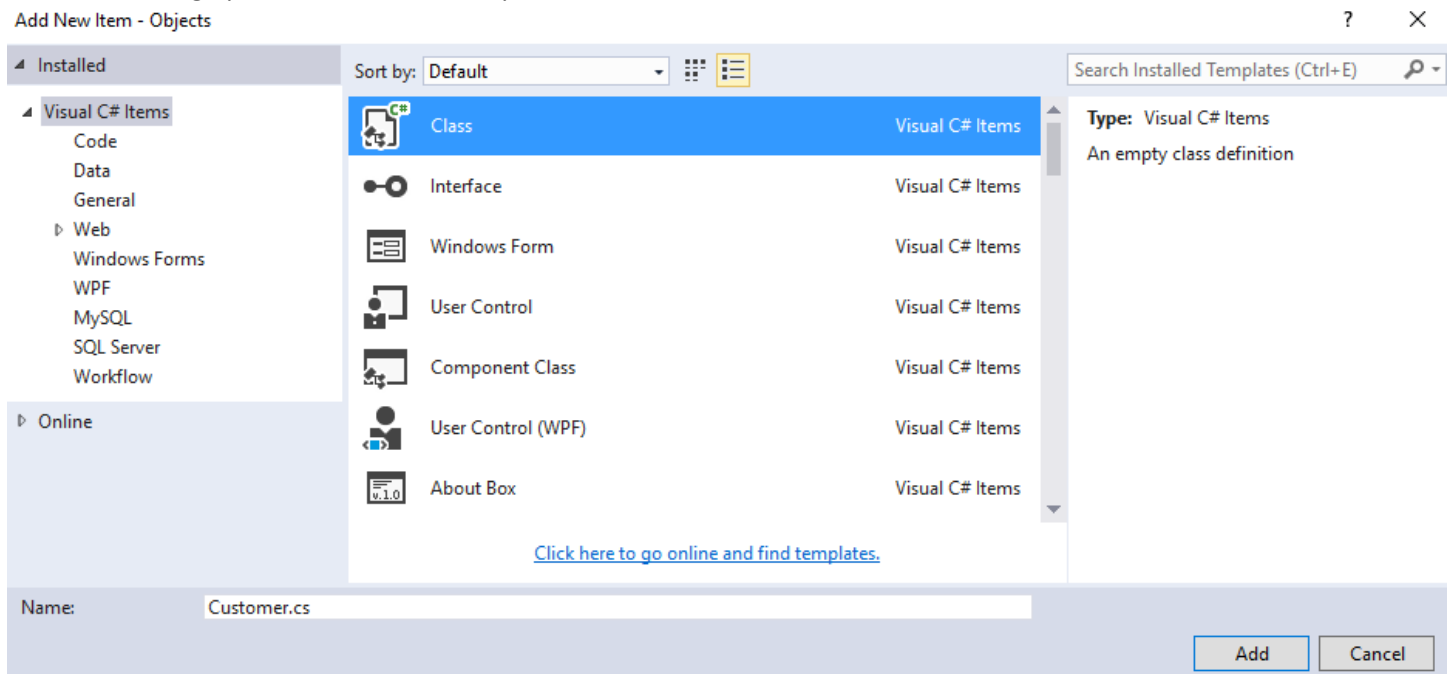 Add New Item - Objects ? ×
Installed
Sort by: Default
Search Installed Templates (Ctrl+E)
Visual C# Items
Code
Data
General
Web
Windows Forms
WPF
MySQL
SQL Server
Workflow
Online
C# Class Visual C# Items
Interface Visual C# Items
Windows Form Visual C# Items
User Control Visual C# Items
Component Class Visual C# Items
User Control (WPF) Visual C# Items
v.1.0 About Box Visual C# Items
Click here to go online and find templates.
Type: Visual C# Items
An empty class definition
Name: Customer.cs
Add Cancel